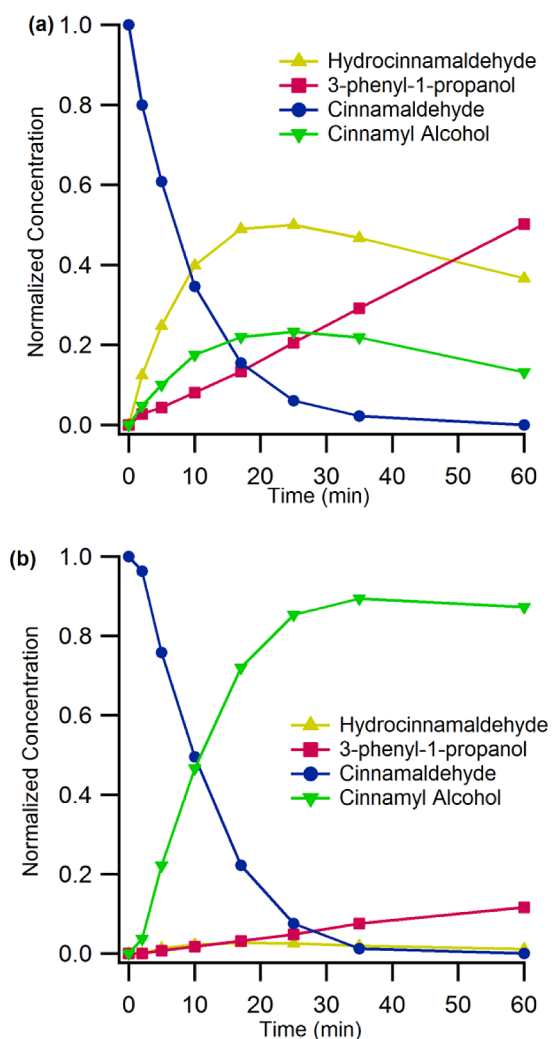 (a)
1.0
0.8
0.6
0.4
0.2
0.0
Normalized Concentration
Hydrocinnamaldehyde
3-phenyl-1-propanol
Cinnamaldehyde
Cinnamyl Alcohol
0 10 20 30 40 50 60
Time (min)
(b)
1.0
0.8
0.6
0.4
0.2
0.0
Normalized Concentration
Hydrocinnamaldehyde
3-phenyl-1-propanol
Cinnamaldehyde
Cinnamyl Alcohol
0 10 20 30 40 50 60
Time (min)